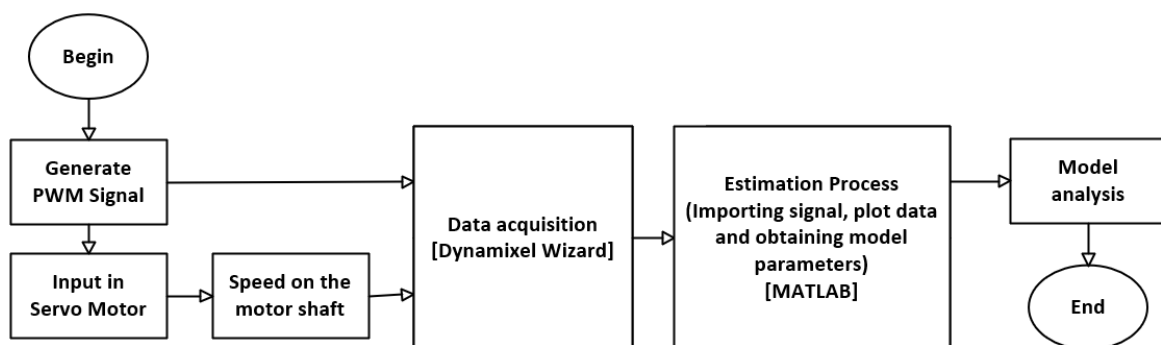 Begin
Generate
PWM Signal
Input in
Servo Motor
Speed on the
motor shaft
Data acquisition
[Dynamixel Wizard]
Estimation Process
(Importing signal, plot data
and obtaining model
parameters)
[MATLAB]
Model
analysis
End